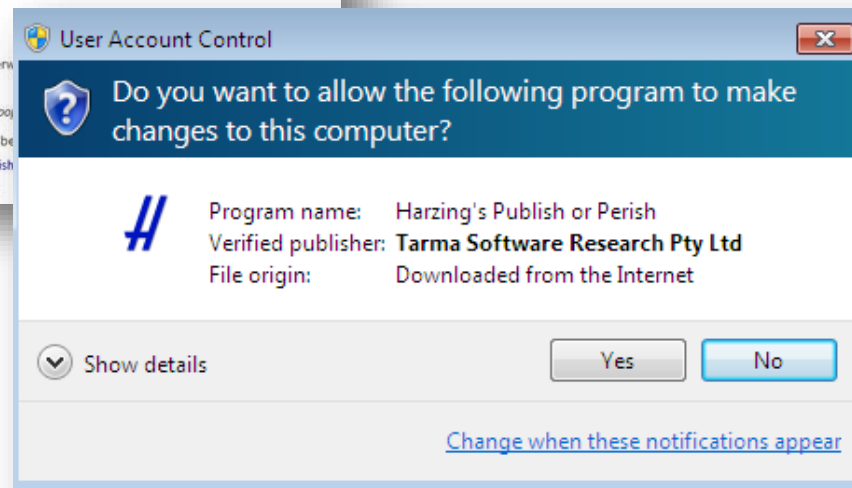 User Account Control
Do you want to allow the following program to make
changes to this computer?
Program name: Harzing's Publish or Perish
Verified publisher: Tarma Software Research Pty Ltd
File origin: Downloaded from the Internet
Show details
Yes
No
Change when these notifications appear